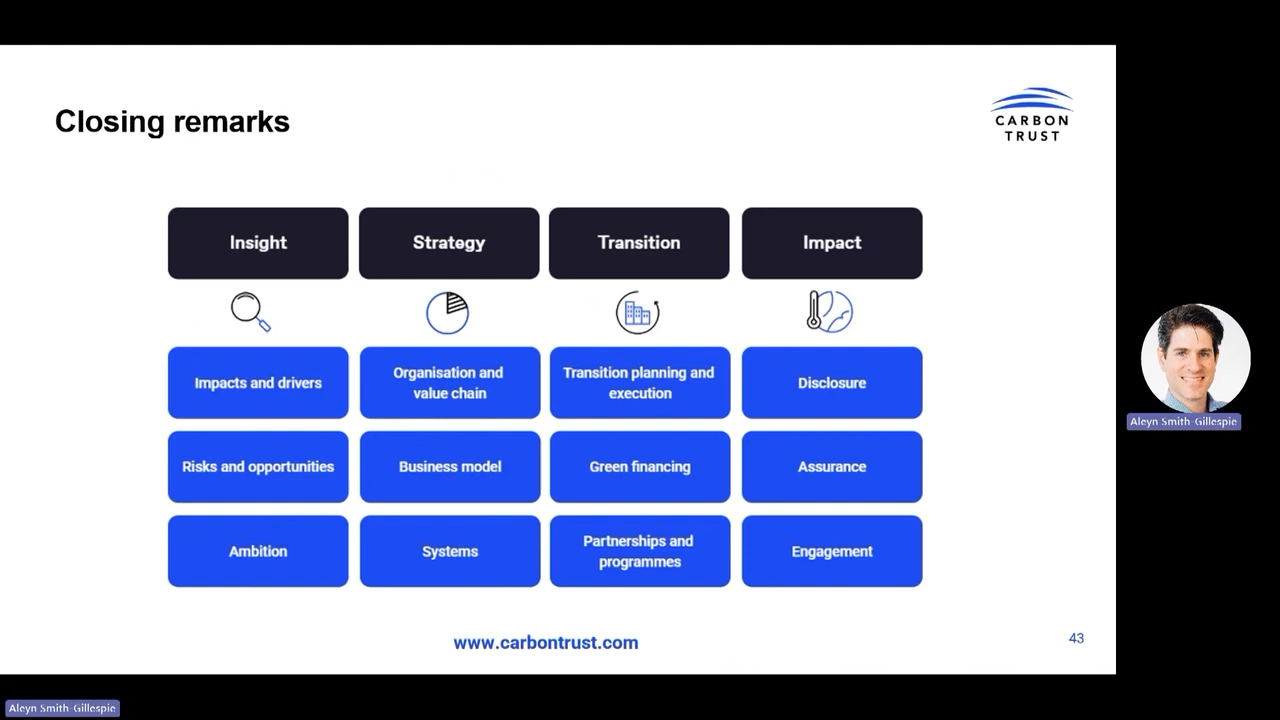 Closing remarks
CARBON
TRUST
Insight
Strategy
Transition
Impact
Impacts and drivers
Organisation and
value chain
Transition planning and
execution
Disclosure
Risks and opportunities
Business model
Green financing
Assurance
Ambition
Systems
Partnerships and
programmes
Engagement
www.carbontrust.com
43
Aleyn Smith-Gillespie
Aleyn Smith-Gillespie